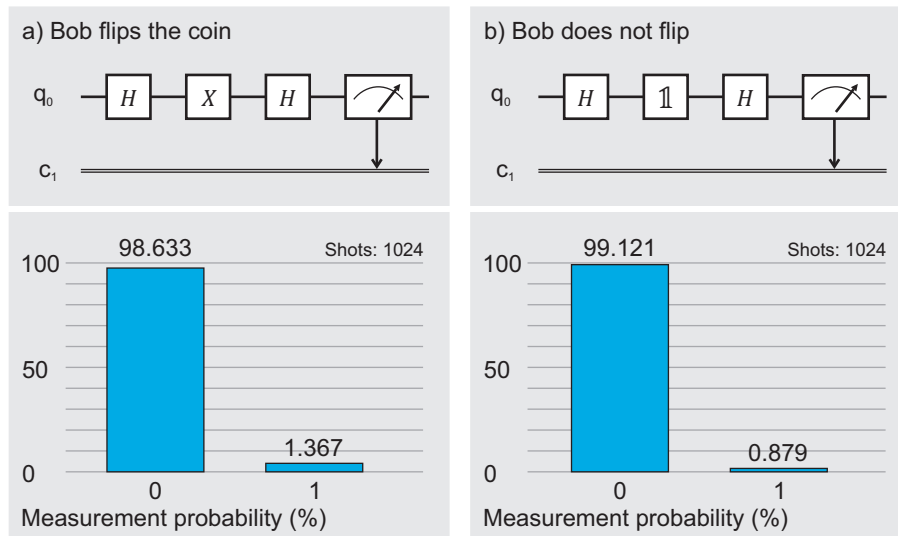 a) Bob flips the coin
q₀ H X H
c₁
98.633
Shots: 1024
100
50
1.367
0
0 1
Measurement probability (%)
b) Bob does not flip
q₀ H 𝟙 H
c₁
99.121
Shots: 1024
100
50
0.879
0
0 1
Measurement probability (%)